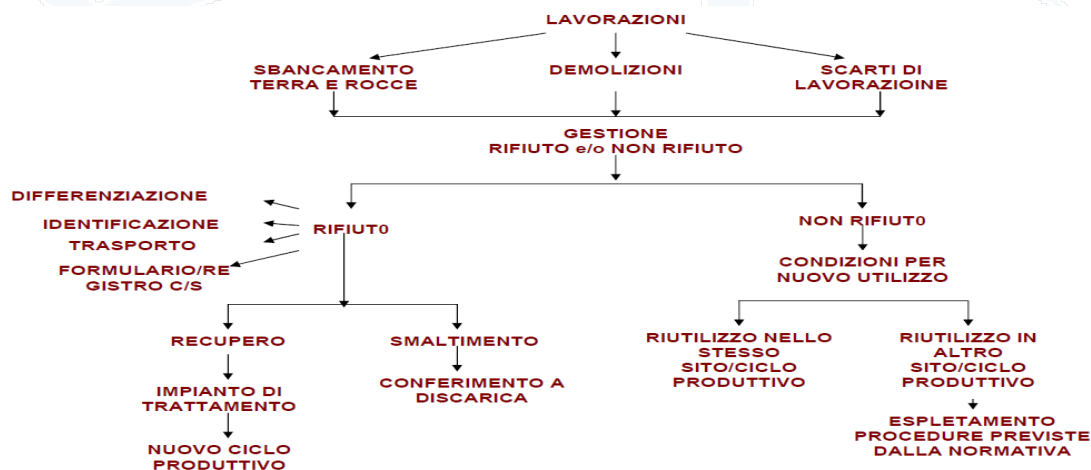 LAVORAZIONI
SBANCAMENTO
TERRA E ROCCE
DEMOLIZIONI
SCARTI DI
LAVORAZIOINE
GESTIONE
RIFIUTO e/o NON RIFIUTO
DIFFERENZIAZIONE
IDENTIFICAZIONE
TRASPORTO
FORMULARIO/RE
GISTRO C/S
RIFIUT0
NON RIFIUT0
CONDIZIONI PER
NUOVO UTILIZZO
RECUPERO
SMALTIMENTO
RIUTILIZZO NELLO
STESSO
SITO/CICLO
PRODUTTIVO
RIUTILIZZO IN
ALTRO
SITO/CICLO
PRODUTTIVO
IMPIANTO DI
TRATTAMENTO
CONFERIMENTO A
DISCARICA
ESPLETAMENTO
PROCEDURE PREVISTE
DALLA NORMATIVA
NUOVO CICLO
PRODUTTIVO